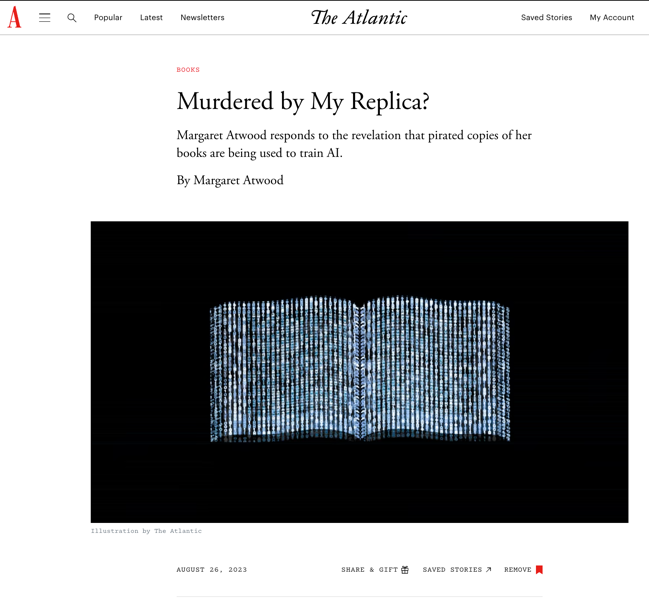 A
Popular
Latest
Newsletters
The Atlantic
Saved Stories
My Account
BOOKS
Murdered by My Replica?
Margaret Atwood responds to the revelation that pirated copies of her
books are being used to train AI.
By Margaret Atwood
Illustration by The Atlantic
AUGUST 26, 2023
SHARE & GIFT
SAVED STORIES
REMOVE